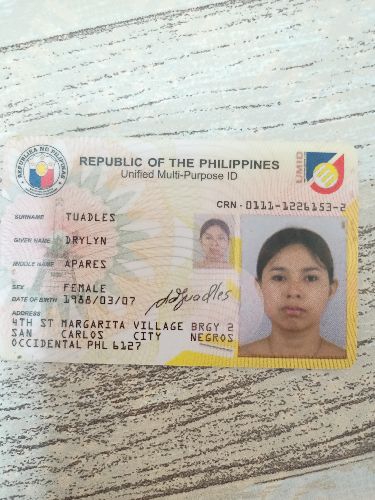 REPUBLIKA NG PILIPINAS
REPUBLIC OF THE PHILIPPINES
Unified Multi-Purpose ID
UMID
CRN - 0111-1226153-2
SURNAME TUADLES
GIVEN NAME DRYLYN
MIDDLE NAME APARES
SEX FEMALE
DATE OF BIRTH 1988/03/07
ADDRESS
4TH ST MARGARITA VILLAGE BRGY 2
SAN CARLOS CITY NEGROS
OCCIDENTAL PHL 6127